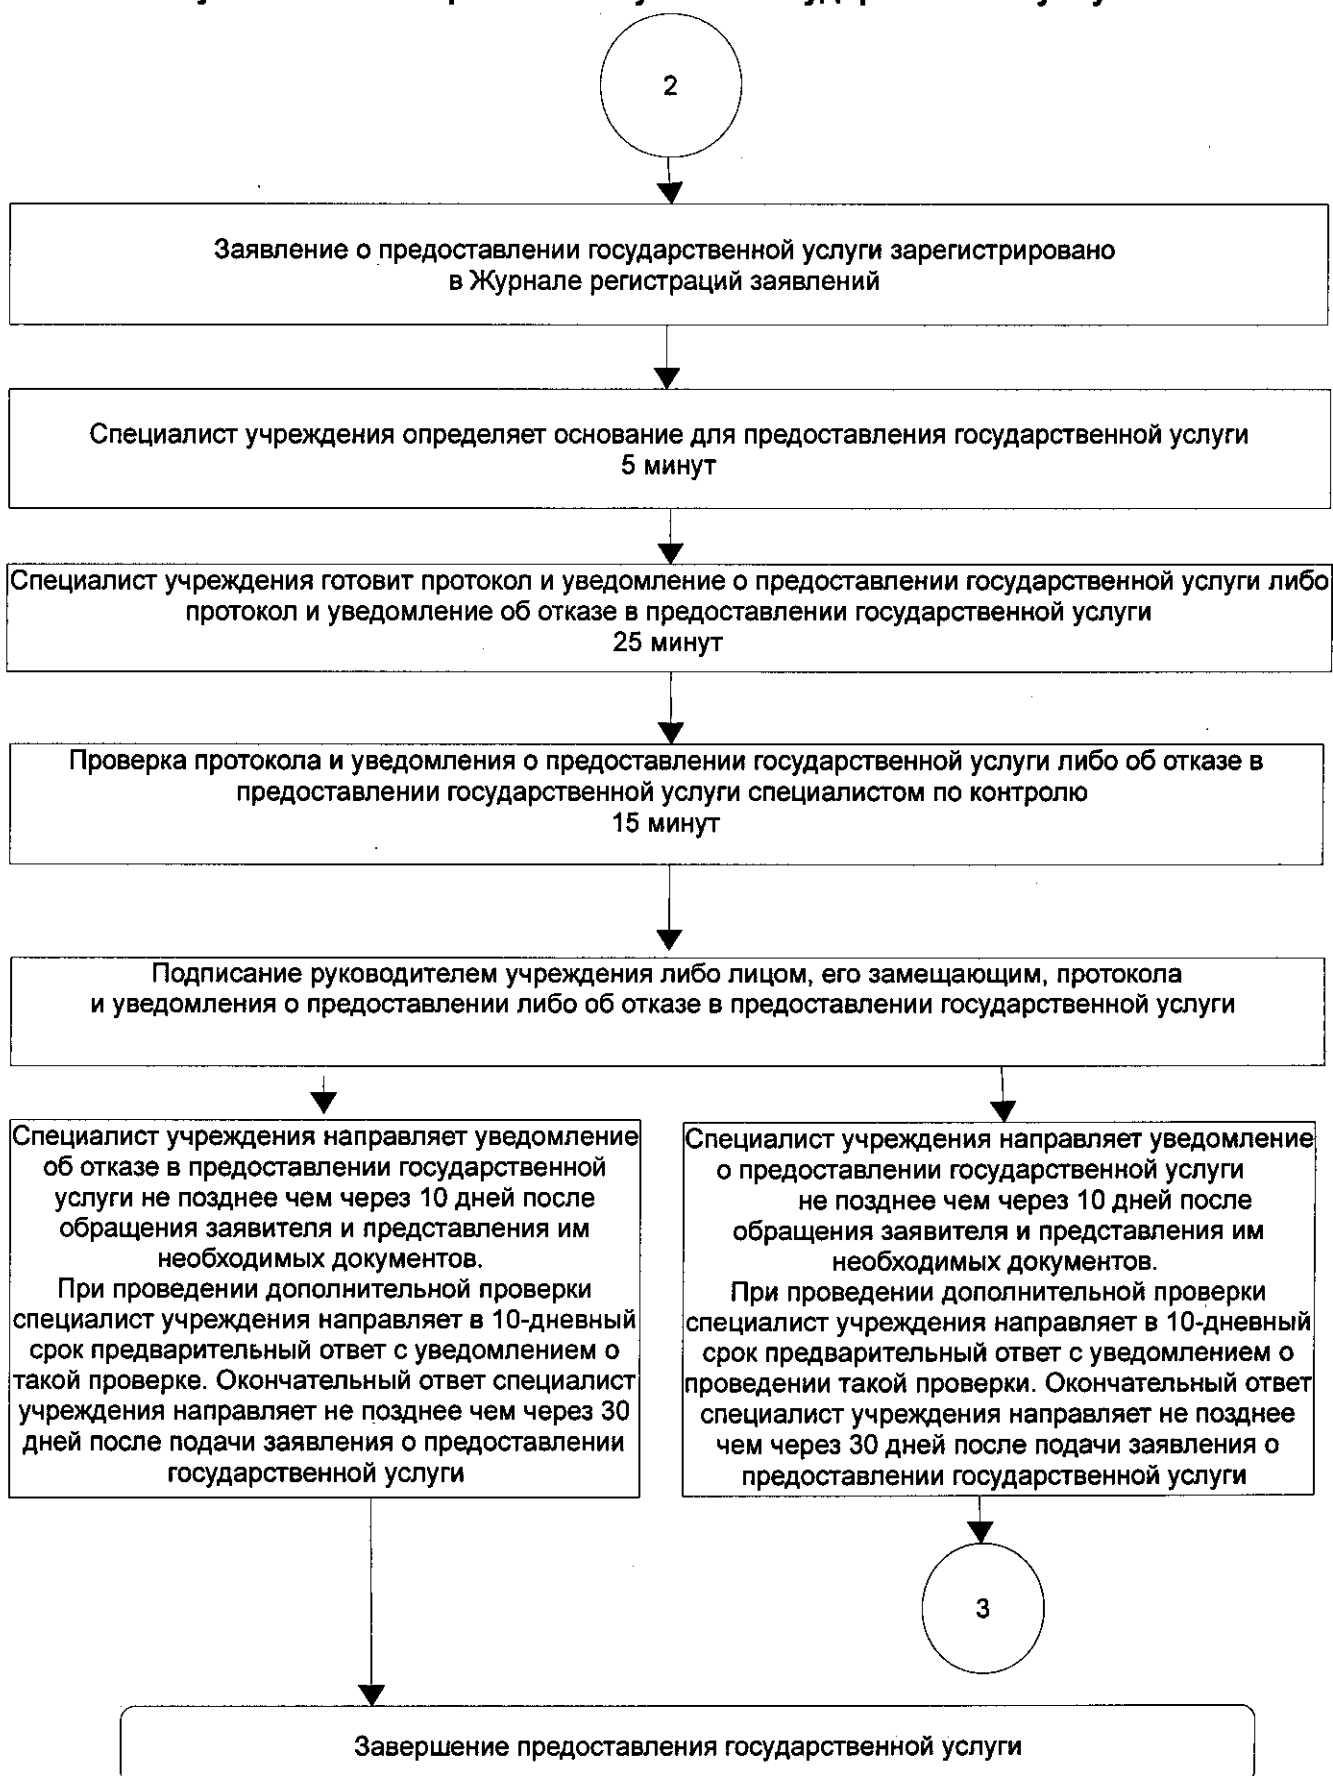 2
Заявление о предоставлении государственной услуги зарегистрировано
в Журнале регистраций заявлений
Специалист учреждения определяет основание для предоставления государственной услуги
5 минут
Специалист учреждения готовит протокол и уведомление о предоставлении государственной услуги либо
протокол и уведомление об отказе в предоставлении государственной услуги
25 минут
Проверка протокола и уведомления о предоставлении государственной услуги либо об отказе в
предоставлении государственной услуги специалистом по контролю
15 минут
Подписание руководителем учреждения либо лицом, его замещающим, протокола
и уведомления о предоставлении либо об отказе в предоставлении государственной услуги
Специалист учреждения направляет уведомление
об отказе в предоставлении государственной
услуги не позднее чем через 10 дней после
обращения заявителя и представления им
необходимых документов.
При проведении дополнительной проверки
специалист учреждения направляет в 10-дневный
срок предварительный ответ с уведомлением о
такой проверке. Окончательный ответ специалист
учреждения направляет не позднее чем через 30
дней после подачи заявления о предоставлении
государственной услуги
Специалист учреждения направляет уведомление
о предоставлении государственной услуги
не позднее чем через 10 дней после
обращения заявителя и представления им
необходимых документов.
При проведении дополнительной проверки
специалист учреждения направляет в 10-дневный
срок предварительный ответ с уведомлением о
проведении такой проверки. Окончательный ответ
специалист учреждения направляет не позднее
чем через 30 дней после подачи заявления о
предоставлении государственной услуги
3
Завершение предоставления государственной услуги